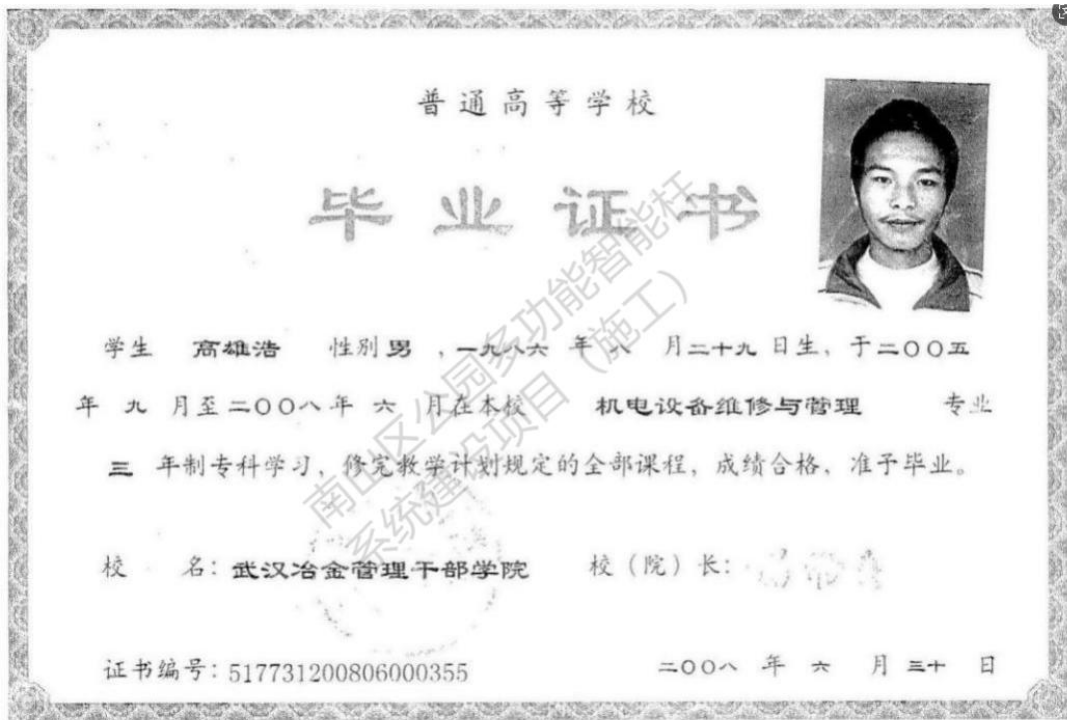 普通高等学校
毕业证书
学生 高雄浩 性别 男 ，一九八六 年 八 月二十九 日生，于二〇〇五
年 九 月至二〇〇八年 六 月在本校 机电设备维修与管理 专业
三 年制专科学习，修完教学计划规定的全部课程，成绩合格，准予毕业。
校 名：武汉冶金管理干部学院 校（院）长：
证书编号：517731200806000355 二〇〇八 年 六 月 三十 日
南山区公园多功能智能杆
系统建设项目（施工）